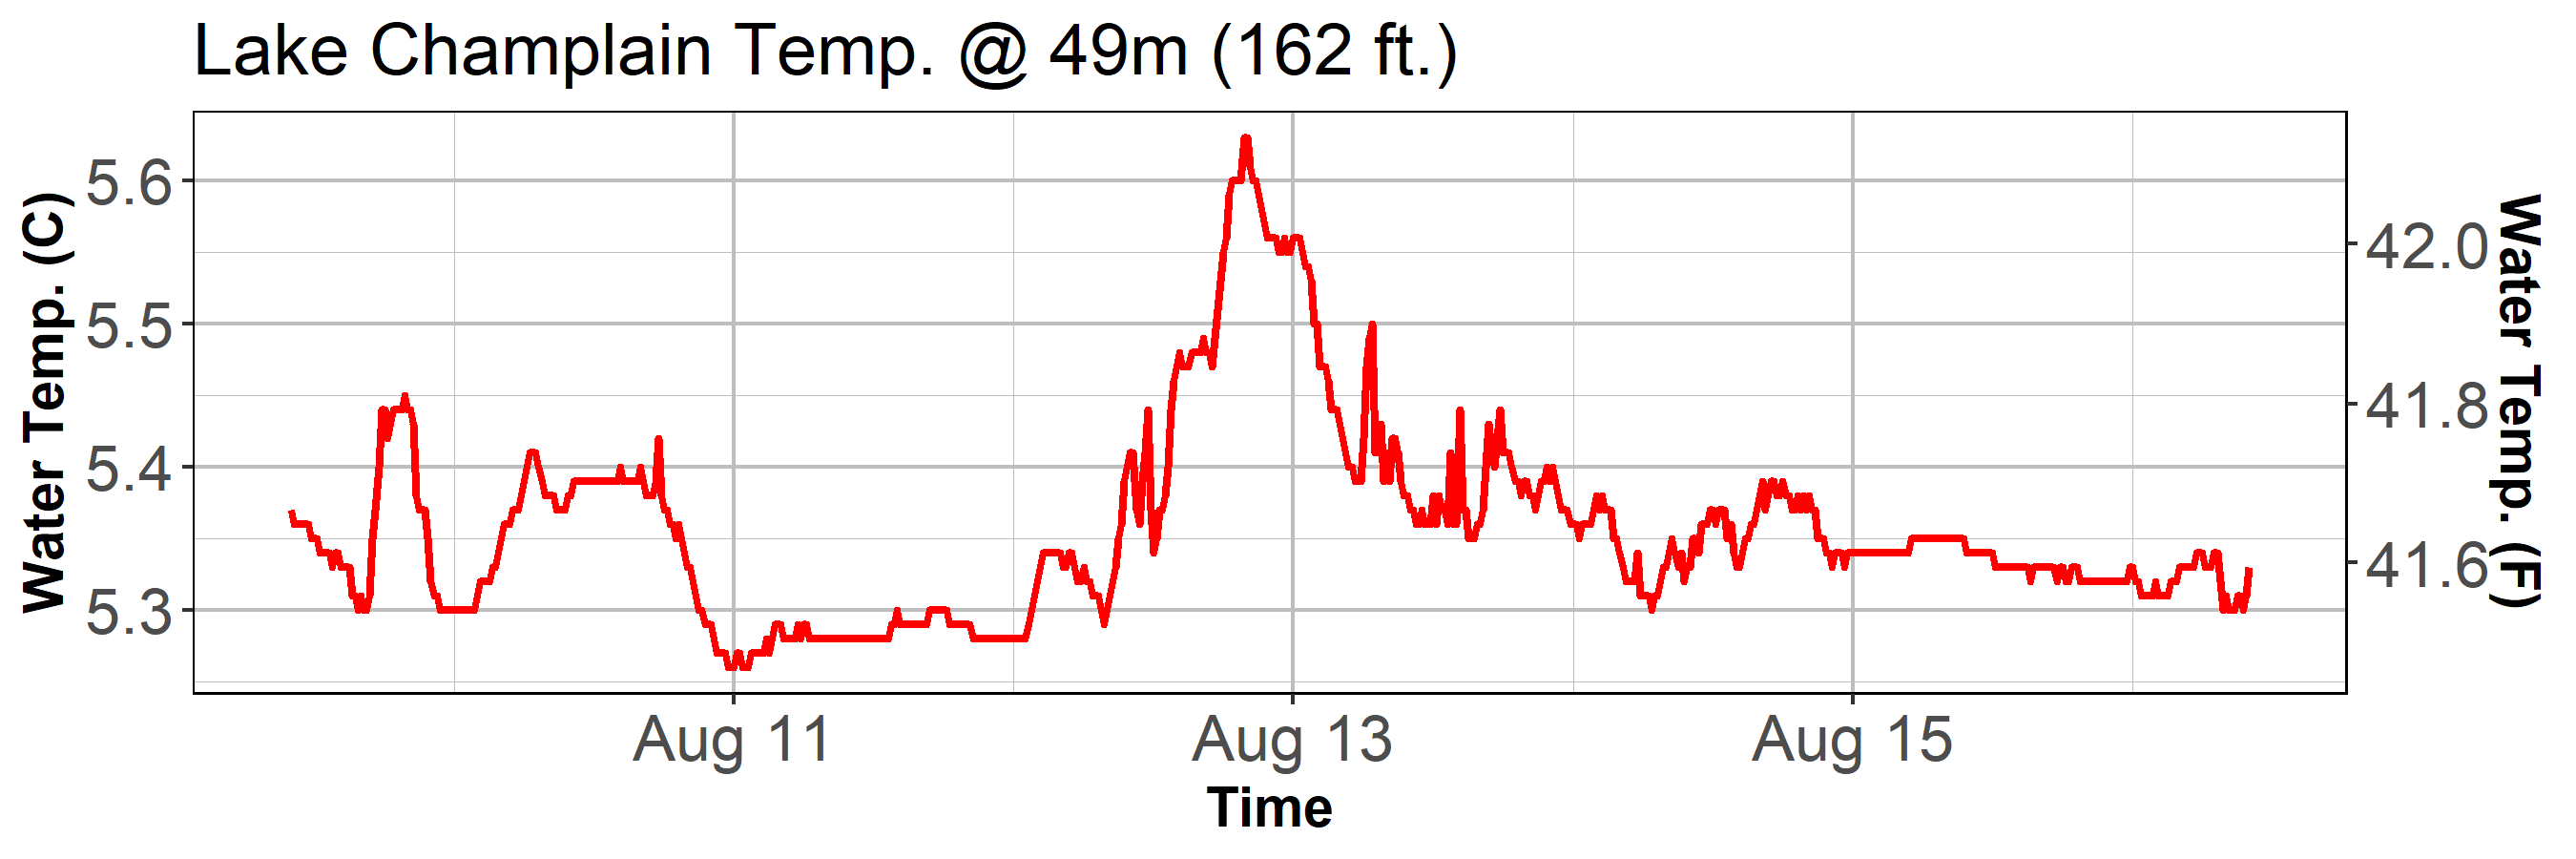 Lake Champlain Temp. @ 49m (162 ft.)
Water Temp. (C)
5.6
5.5
5.4
5.3
42.0
41.8
41.6
Water Temp. (F)
Aug 11
Aug 13
Aug 15
Time